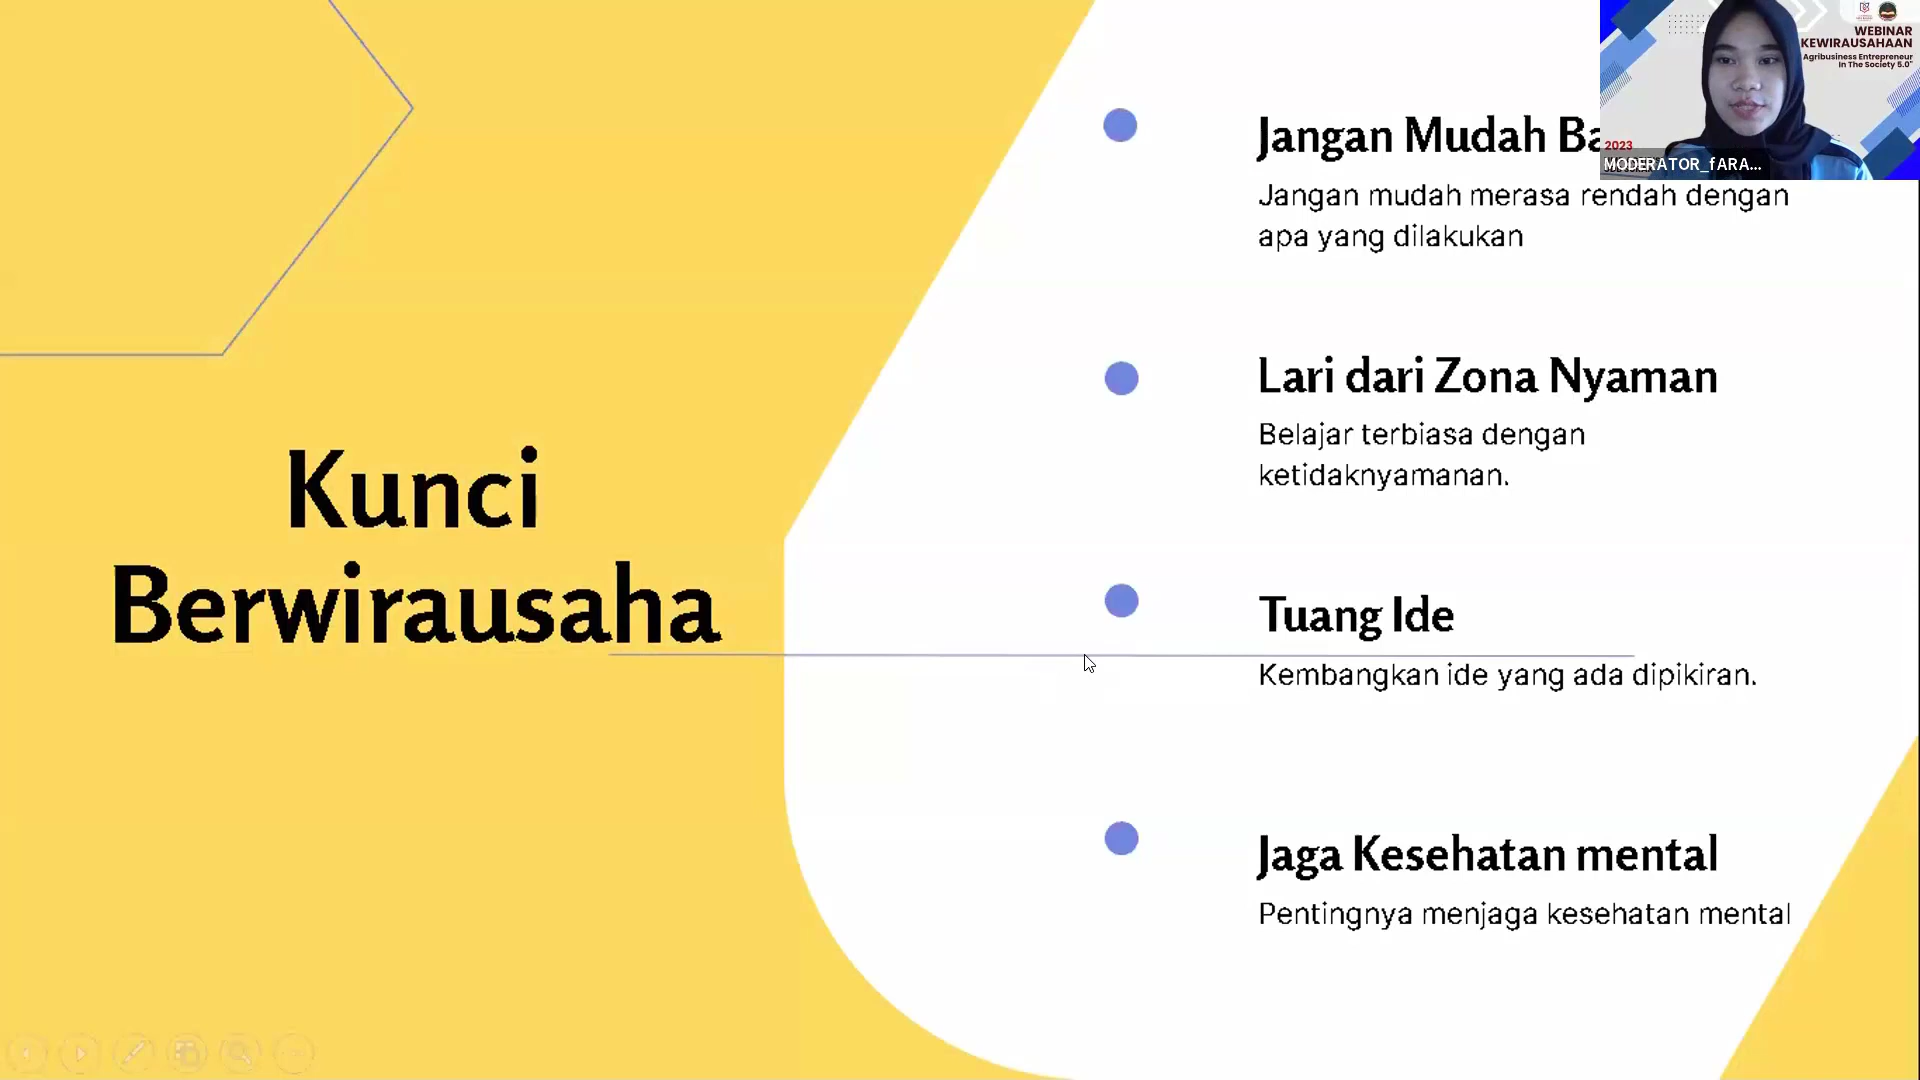 Kunci
Berwirausaha
Jangan Mudah
Jangan mudah merasa rendah dengan
apa yang dilakukan
Lari dari Zona Nyaman
Belajar terbiasa dengan
ketidaknyamanan.
Tuang Ide
Kembangkan ide yang ada dipikiran.
Jaga Kesehatan mental
Pentingnya menjaga kesehatan mental
WEBINAR
KEWIRAUSAHAAN
Agribusiness Entrepreneur
In The Society 5.0"
2023
MODERATOR_fARA...